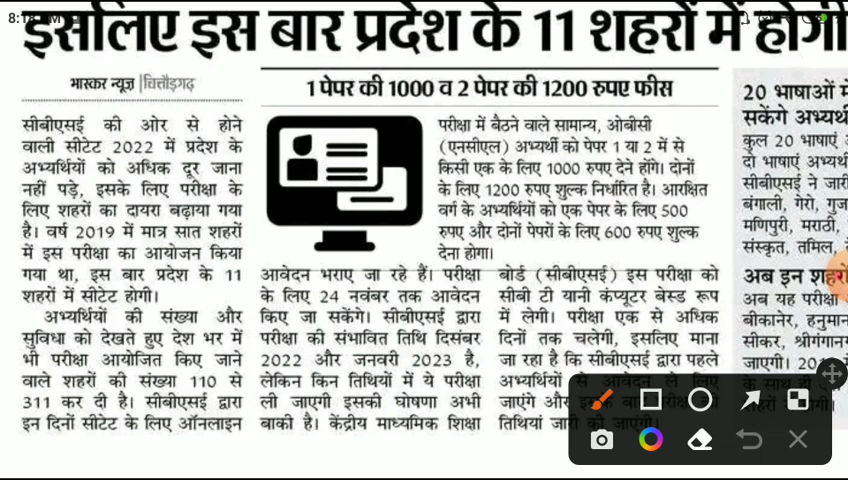 8:18
इसलिए इस बार प्रदेश के 11 शहरों में होगी
भास्कर न्यूज़ | चित्तौड़गढ़
सीबीएसई की ओर से होने
वाली सीटेट 2022 में प्रदेश के
अभ्यर्थियों को अधिक दूर जाना
नहीं पड़े, इसके लिए परीक्षा के
लिए शहरों का दायरा बढ़ाया गया
है। वर्ष 2019 में मात्र सात शहरों
में इस परीक्षा का आयोजन किया
गया था, इस बार प्रदेश के 11
शहरों में सीटेट होगी।
अभ्यर्थियों की संख्या और
सुविधा को देखते हुए देश भर में
भी परीक्षा आयोजित किए जाने
वाले शहरों की संख्या 110 से
311 कर दी है। सीबीएसई द्वारा
इन दिनों सीटेट के लिए ऑनलाइन
1 पेपर की 1000 व 2 पेपर की 1200 रुपए फीस
परीक्षा में बैठने वाले सामान्य, ओबीसी
(एनसीएल) अभ्यर्थी को पेपर 1 या 2 में से
किसी एक के लिए 1000 रुपए देने होंगे। दोनों
के लिए 1200 रुपए शुल्क निर्धारित है। आरक्षित
वर्ग के अभ्यर्थियों को एक पेपर के लिए 500
रुपए और दोनों पेपरों के लिए 600 रुपए शुल्क
देना होगा।
आवेदन भराए जा रहे हैं। परीक्षा
के लिए 24 नवंबर तक आवेदन
किए जा सकेंगे। सीबीएसई द्वारा
परीक्षा की संभावित तिथि दिसंबर
2022 और जनवरी 2023 है,
लेकिन किन तिथियों में ये परीक्षा
ली जाएगी इसकी घोषणा अभी
बाकी है। केंद्रीय माध्यमिक शिक्षा
बोर्ड (सीबीएसई) इस परीक्षा को
सीबी टी यानी कंप्यूटर बेस्ड रूप
में लेगी। परीक्षा एक से अधिक
दिनों तक चलेगी, इसलिए माना
जा रहा है कि सीबीएसई द्वारा पहले
अभ्यर्थियों से आवेदन ले लिए
जाएंगे और इसके बाद परीक्षा की
तिथियां जारी की जाएंगी।
20 भाषाओं में
सकेंगे अभ्यर्थी
कुल 20 भाषाएं
दो भाषाएं अभ्यर्थी
सीबीएसई ने जारी
बंगाली, गेरो,
मणिपुरी, मराठी,
संस्कृत, तमिल,
अब इन शहरों
अब यह परीक्षा
बीकानेर,
सीकर,
जाएगी।